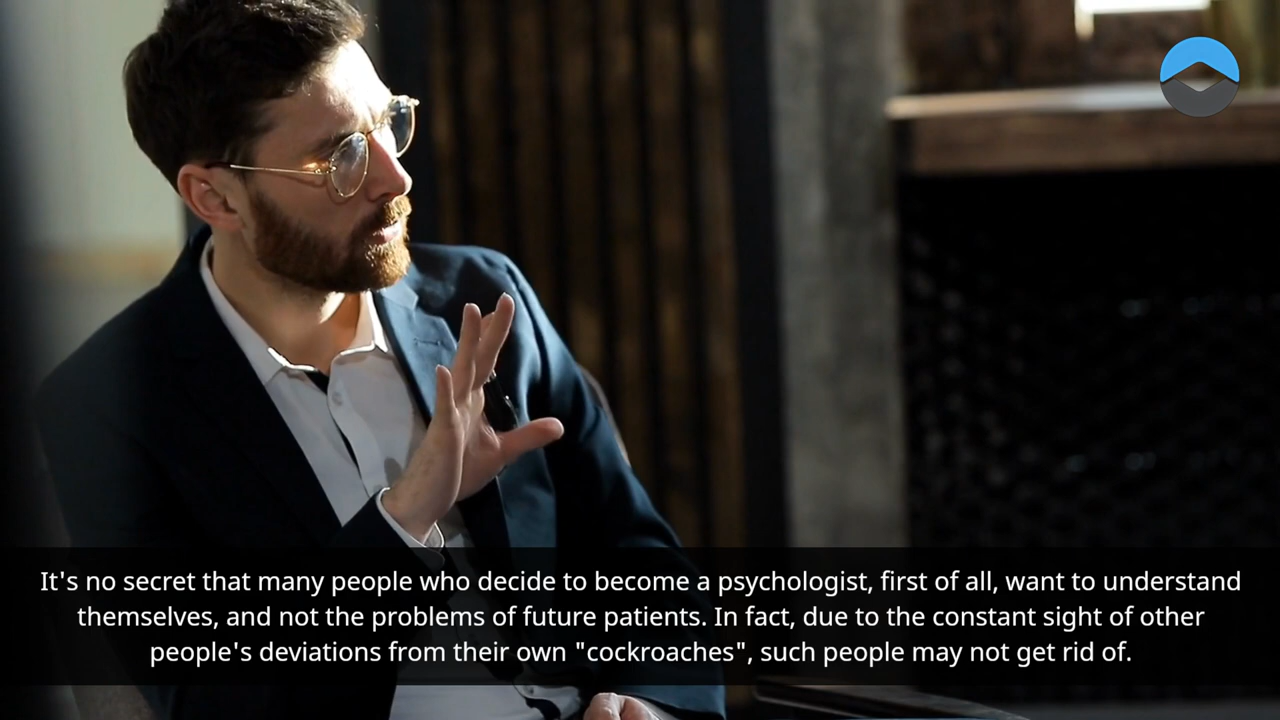 It's no secret that many people who decide to become a psychologist, first of all, want to understand
themselves, and not the problems of future patients. In fact, due to the constant sight of other
people's deviations from their own "cockroaches", such people may not get rid of.